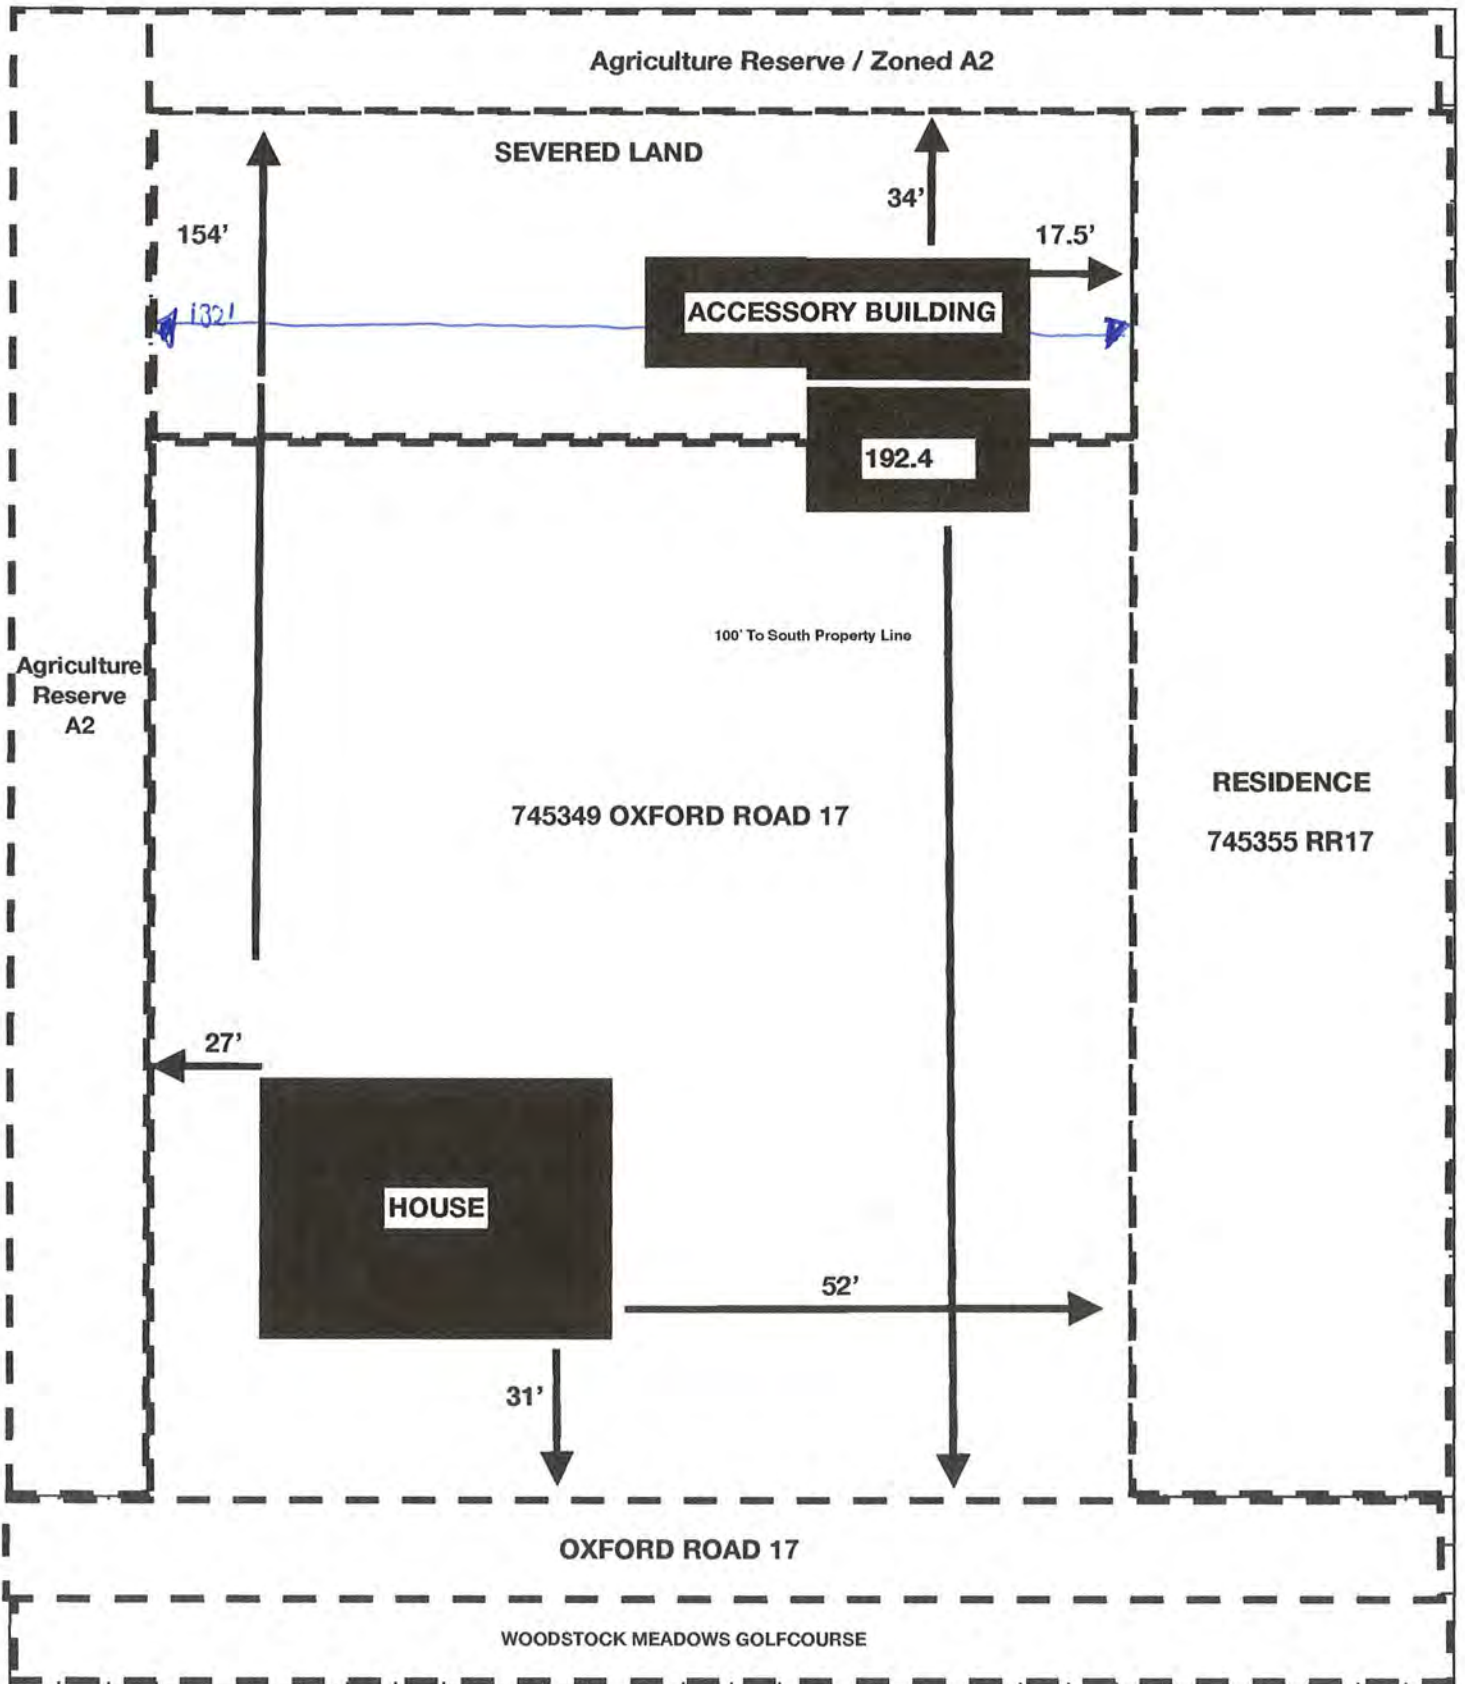 Agriculture Reserve / Zoned A2
SEVERED LAND
34'
154'
17.5'
132'
ACCESSORY BUILDING
192.4
100' To South Property Line
Agriculture
Reserve
A2
RESIDENCE
745349 OXFORD ROAD 17
745355 RR17
27'
HOUSE
52'
31'
OXFORD ROAD 17
WOODSTOCK MEADOWS GOLFCOURSE